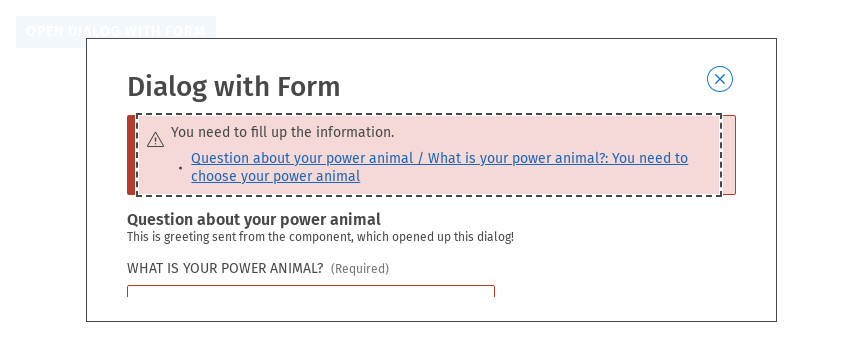 OPEN DIALOG WITH FORM
Dialog with Form
You need to fill up the information.
• Question about your power animal / What is your power animal?: You need to
choose your power animal
Question about your power animal
This is greeting sent from the component, which opened up this dialog!
WHAT IS YOUR POWER ANIMAL? (Required)